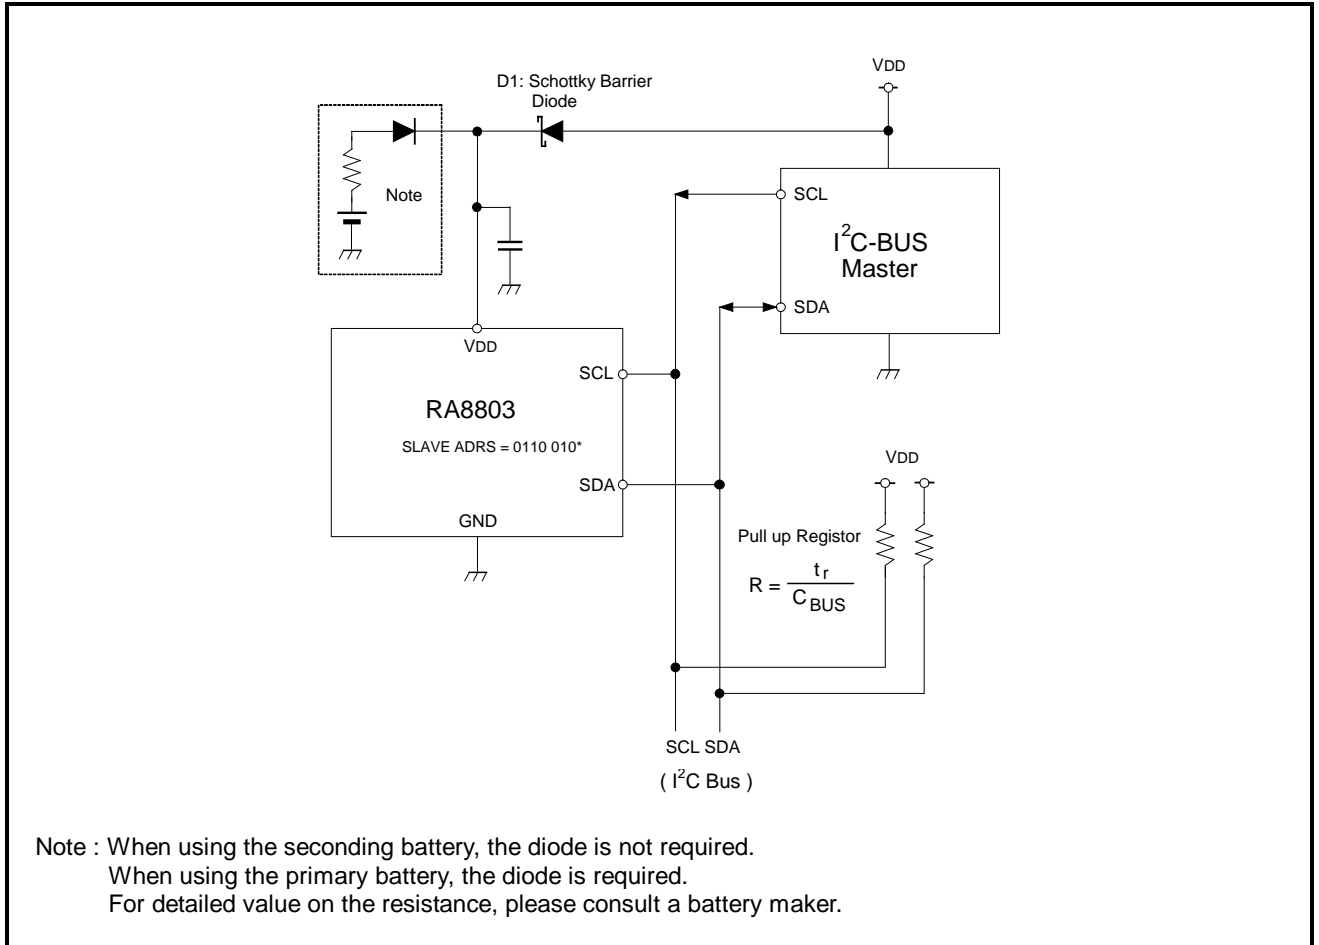 VDD
D1: Schottky Barrier
Diode
Note
SCL
I2C-BUS
Master
SDA
VDD
SCL
RA8803
SLAVE ADRS = 0110 010*
SDA
GND
VDD
Pull up Registor
R = tr / CBUS
SCL SDA
( I2C Bus )
Note : When using the seconding battery, the diode is not required.
When using the primary battery, the diode is required.
For detailed value on the resistance, please consult a battery maker.